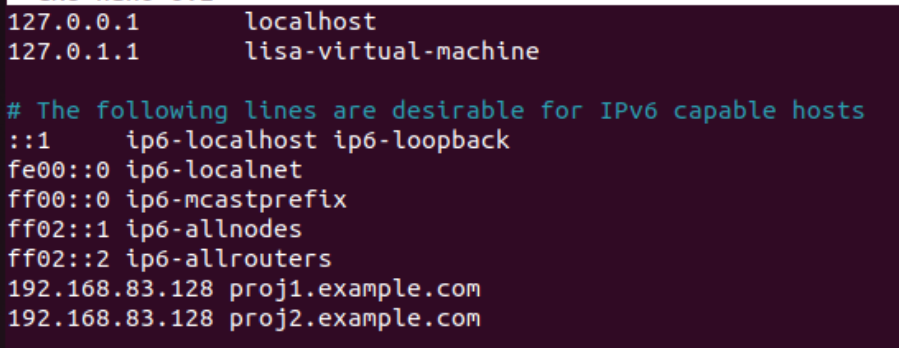 127.0.0.1 localhost
127.0.1.1 lisa-virtual-machine
# The following lines are desirable for IPv6 capable hosts
::1 ip6-localhost ip6-loopback
fe00::0 ip6-localnet
ff00::0 ip6-mcastprefix
ff02::1 ip6-allnodes
ff02::2 ip6-allrouters
192.168.83.128 proj1.example.com
192.168.83.128 proj2.example.com